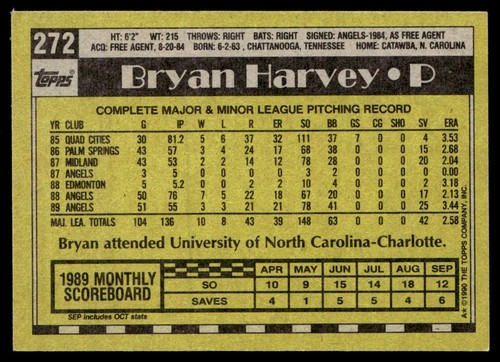 272
HT: 6'2" WT: 215 THROWS: RIGHT BATS: RIGHT SIGNED: ANGELS-1984, AS FREE AGENT
ACQ: FREE AGENT, 8-20-84 BORN: 6-2-63, CHATTANOOGA, TENNESSEE HOME: CATAWBA, N. CAROLINA
TOPPS
Bryan Harvey • P
COMPLETE MAJOR & MINOR LEAGUE PITCHING RECORD
YR CLUB G IP W L R ER SO BB GS CG SHO SV ERA
85 QUAD CITIES 30 81.2 5 6 37 32 111 37 7 0 0 4 3.53
86 PALM SPRINGS 43 57 3 4 24 17 68 38 0 0 0 15 2.68
87 MIDLAND 43 53 2 2 14 12 78 28 0 0 0 20 2.04
87 ANGELS 3 5 0 0 0 0 3 2 0 0 0 0 0.00
88 EDMONTON 5 5.2 0 0 2 2 10 4 0 0 0 2 3.18
88 ANGELS 50 76 7 5 22 18 67 20 0 0 0 17 2.13
89 ANGELS 51 55 3 3 21 21 78 41 0 0 0 25 3.44
MAJ. LEA. TOTALS 104 136 10 8 43 39 148 63 0 0 0 42 2.58
Bryan attended University of North Carolina-Charlotte.
1989 MONTHLY SCOREBOARD
APR MAY JUN JUL AUG SEP
SO 10 9 15 14 18 12
SAVES 4 1 5 4 5 6
SEP includes OCT stats
A* ©1990 THE TOPPS COMPANY, INC.